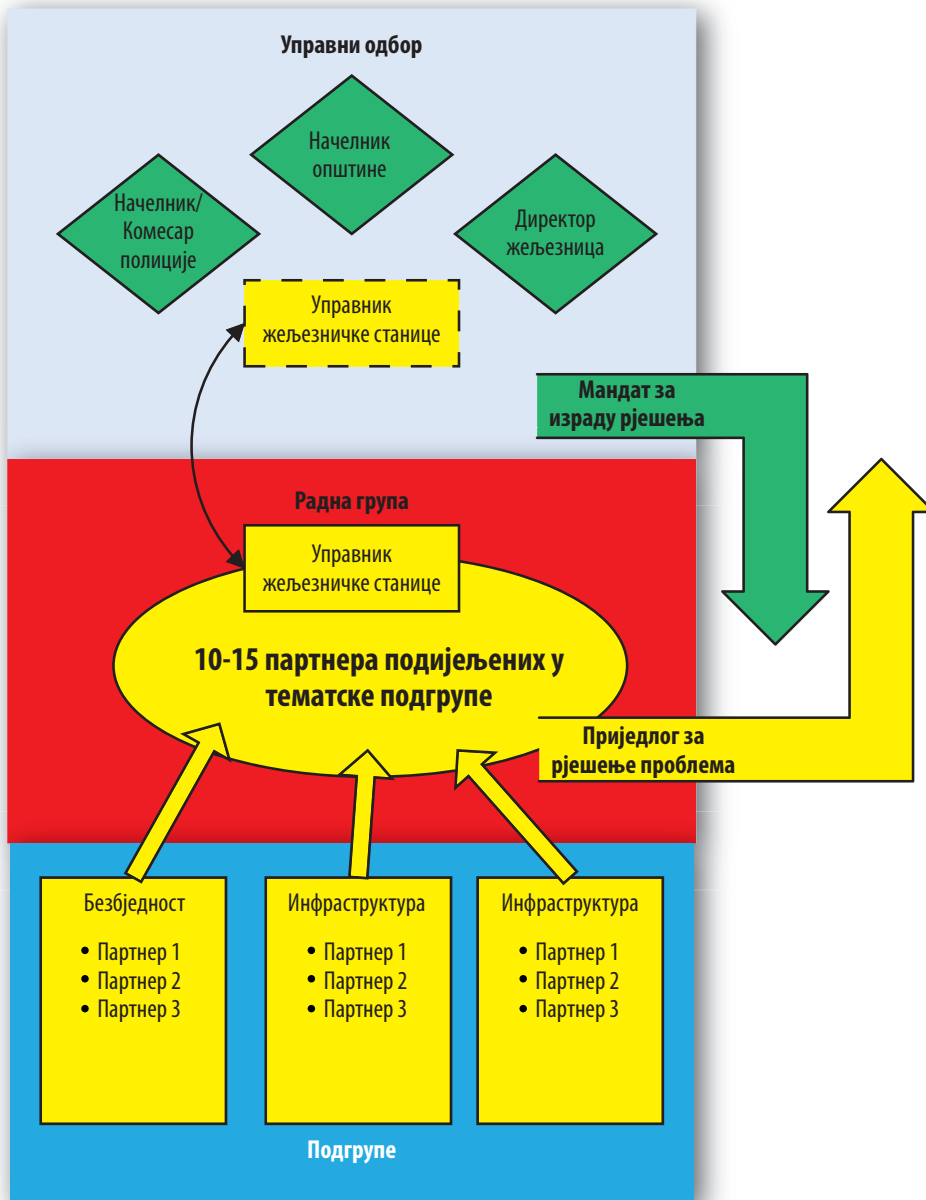 Управни одбор
Начелник
општине
Начелник/
Комесар
полиције
Директор
жељезница
Управник
жељезничке станице
Мандат за
израду рјешења
Радна група
Управник
жељезничке станице
10-15 партнера подијељених у
тематске подгрупе
Приједлог за
рјешење проблема
Безбједност
• Партнер 1
• Партнер 2
• Партнер 3
Инфраструктура
• Партнер 1
• Партнер 2
• Партнер 3
Инфраструктура
• Партнер 1
• Партнер 2
• Партнер 3
Подгрупе